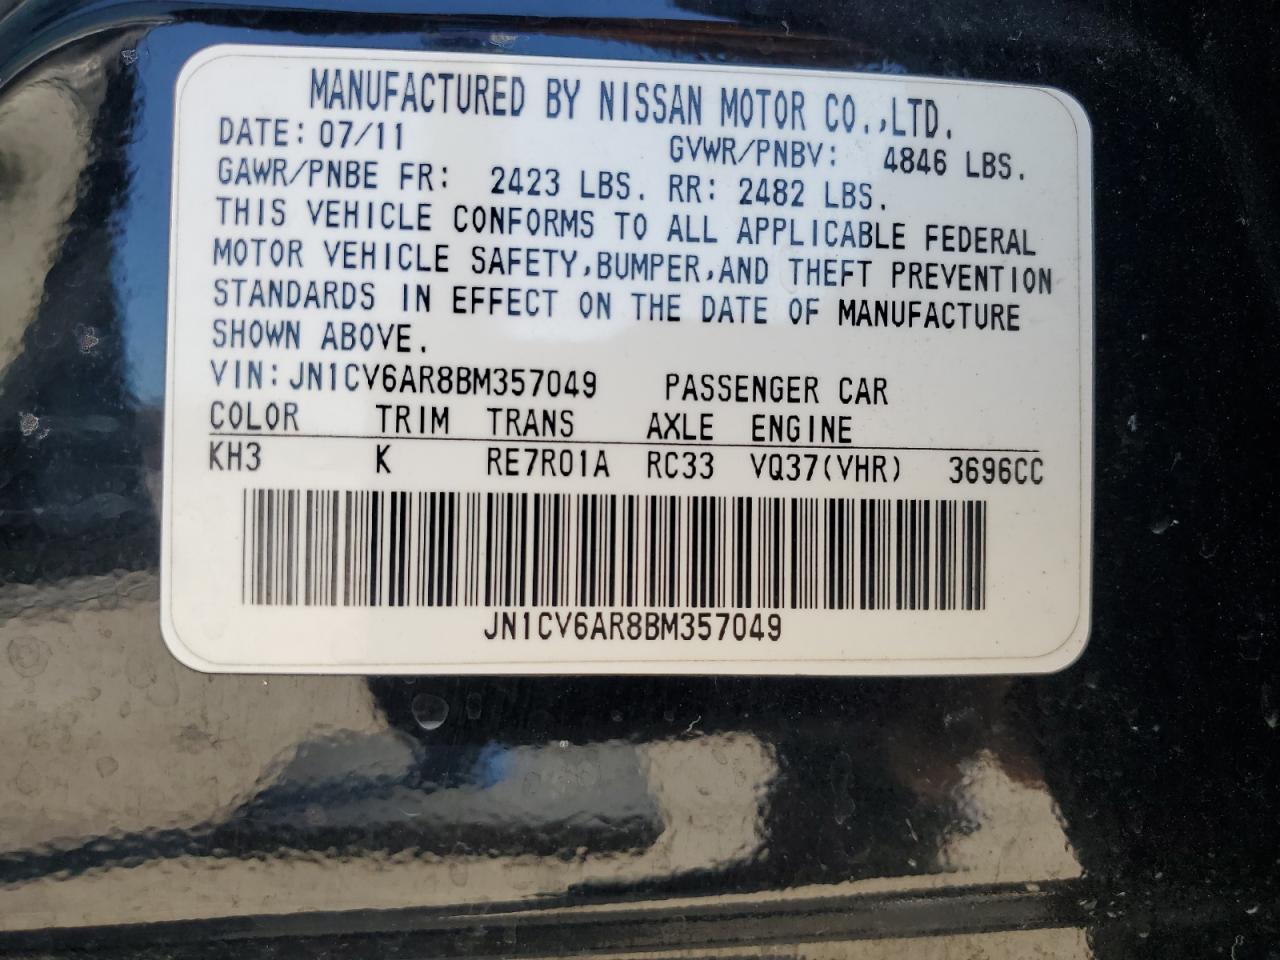 MANUFACTURED BY NISSAN MOTOR CO.,LTD.
DATE: 07/11 GVWR/PNBV: 4846 LBS.
GAWR/PNBE FR: 2423 LBS. RR: 2482 LBS.
THIS VEHICLE CONFORMS TO ALL APPLICABLE FEDERAL
MOTOR VEHICLE SAFETY,BUMPER,AND THEFT PREVENTION
STANDARDS IN EFFECT ON THE DATE OF MANUFACTURE
SHOWN ABOVE.
VIN: JN1CV6AR8BM357049 PASSENGER CAR
COLOR TRIM TRANS AXLE ENGINE
KH3 K RE7R01A RC33 VQ37(VHR) 3696CC
JN1CV6AR8BM357049